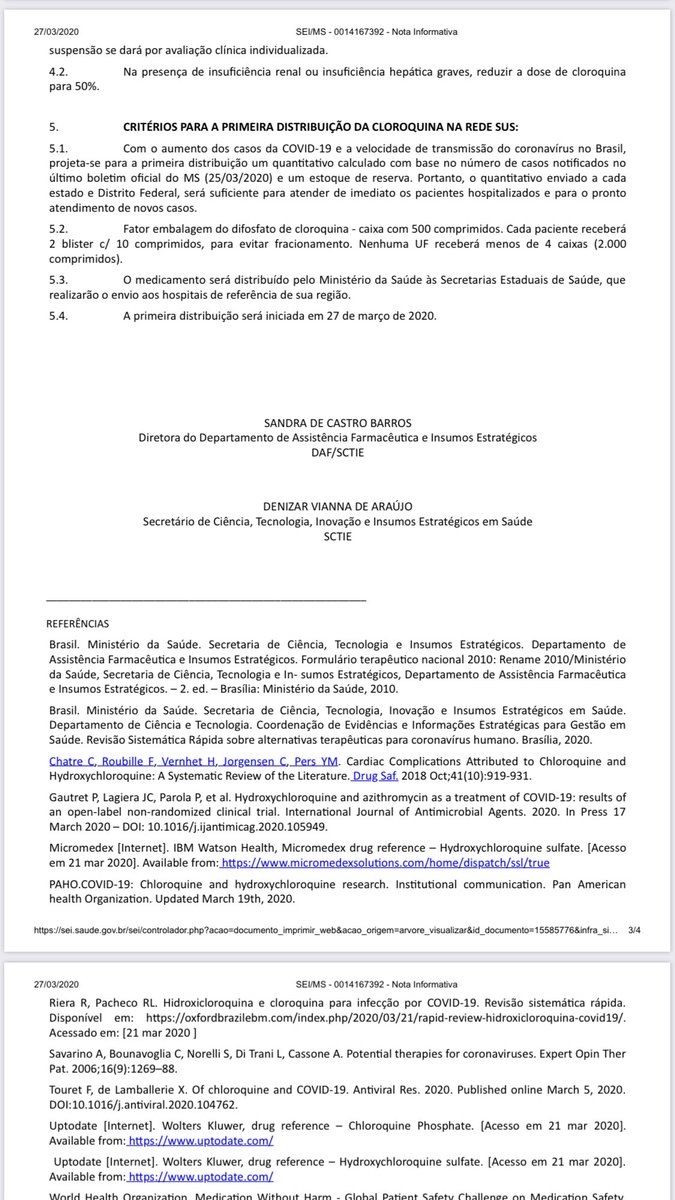 27/03/2020 SEI/MS - 0014167392 - Nota Informativa
suspensão se dará por avaliação clínica individualizada.
4.2. Na presença de insuficiência renal ou insuficiência hepática graves, reduzir a dose de cloroquina
para 50%.
5. CRITÉRIOS PARA A PRIMEIRA DISTRIBUIÇÃO DA CLOROQUINA NA REDE SUS:
5.1. Com o aumento dos casos da COVID-19 e a velocidade de transmissão do coronavírus no Brasil,
projeta-se para a primeira distribuição um quantitativo calculado com base no número de casos notificados no
último boletim oficial do MS (25/03/2020) e um estoque de reserva. Portanto, o quantitativo enviado a cada
estado e Distrito Federal, será suficiente para atender de imediato os pacientes hospitalizados e para o pronto
atendimento de novos casos.
5.2. Fator embalagem do difosfato de cloroquina - caixa com 500 comprimidos. Cada paciente receberá
2 blister c/ 10 comprimidos, para evitar fracionamento. Nenhuma UF receberá menos de 4 caixas (2.000
comprimidos).
5.3. O medicamento será distribuído pelo Ministério da Saúde às Secretarias Estaduais de Saúde, que
realizarão o envio aos hospitais de referência de sua região.
5.4. A primeira distribuição será iniciada em 27 de março de 2020.
SANDRA DE CASTRO BARROS
Diretora do Departamento de Assistência Farmacêutica e Insumos Estratégicos
DAF/SCTIE
DENIZAR VIANNA DE ARAÚJO
Secretário de Ciência, Tecnologia, Inovação e Insumos Estratégicos em Saúde
SCTIE
REFERÊNCIAS
Brasil. Ministério da Saúde. Secretaria de Ciência, Tecnologia e Insumos Estratégicos. Departamento de
Assistência Farmacêutica e Insumos Estratégicos. Formulário terapêutico nacional 2010: Rename 2010/Ministério
da Saúde, Secretaria de Ciência, Tecnologia e In- sumos Estratégicos, Departamento de Assistência Farmacêutica
e Insumos Estratégicos. – 2. ed. – Brasília: Ministério da Saúde, 2010.
Brasil. Ministério da Saúde. Secretaria de Ciência, Tecnologia, Inovação e Insumos Estratégicos em Saúde.
Departamento de Ciência e Tecnologia. Coordenação de Evidências e Informações Estratégicas para Gestão em
Saúde. Revisão Sistemática Rápida sobre alternativas terapêuticas para coronavírus humano. Brasília, 2020.
Chatre C, Roubille F, Vernhet H, Jorgensen C, Pers YM. Cardiac Complications Attributed to Chloroquine and
Hydroxychloroquine: A Systematic Review of the Literature. Drug Saf. 2018 Oct;41(10):919-931.
Gautret P, Lagiera JC, Parola P, et al. Hydroxychloroquine and azithromycin as a treatment of COVID-19: results of
an open-label non-randomized clinical trial. International Journal of Antimicrobial Agents. 2020. In Press 17
March 2020 – DOI: 10.1016/j.ijantimicag.2020.105949.
Micromedex [Internet]. IBM Watson Health, Micromedex drug reference – Hydroxychloroquine sulfate. [Acesso
em 21 mar 2020]. Available from: https://www.micromedexsolutions.com/home/dispatch/ssl/true
PAHO.COVID-19: Chloroquine and hydroxychloroquine research. Institutional communication. Pan American
health Organization. Updated March 19th, 2020.
https://sei.saude.gov.br/sei/controlador.php?acao=documento_imprimir_web&acao_origem=arvore_visualizar&id_documento=15585776&infra_si... 3/4
27/03/2020 SEI/MS - 0014167392 - Nota Informativa
Riera R, Pacheco RL. Hidroxicloroquina e cloroquina para infecção por COVID-19. Revisão sistemática rápida.
Disponível em: https://oxfordbrazilebm.com/index.php/2020/03/21/rapid-review-hidroxicloroquina-covid19/.
Acessado em: [21 mar 2020 ]
Savarino A, Bounavoglia C, Norelli S, Di Trani L, Cassone A. Potential therapies for coronaviruses. Expert Opin Ther
Pat. 2006;16(9):1269–88.
Touret F, de Lamballerie X. Of chloroquine and COVID-19. Antiviral Res. 2020. Published online March 5, 2020.
DOI:10.1016/j.antiviral.2020.104762.
Uptodate [Internet]. Wolters Kluwer, drug reference – Chloroquine Phosphate. [Acesso em 21 mar 2020].
Available from: https://www.uptodate.com/
Uptodate [Internet]. Wolters Kluwer, drug reference – Hydroxychloroquine sulfate. [Acesso em 21 mar 2020].
Available from: https://www.uptodate.com/
World Health Organization. Medication Without Harm - Global Patient Safety Challenge on Medication Safety.